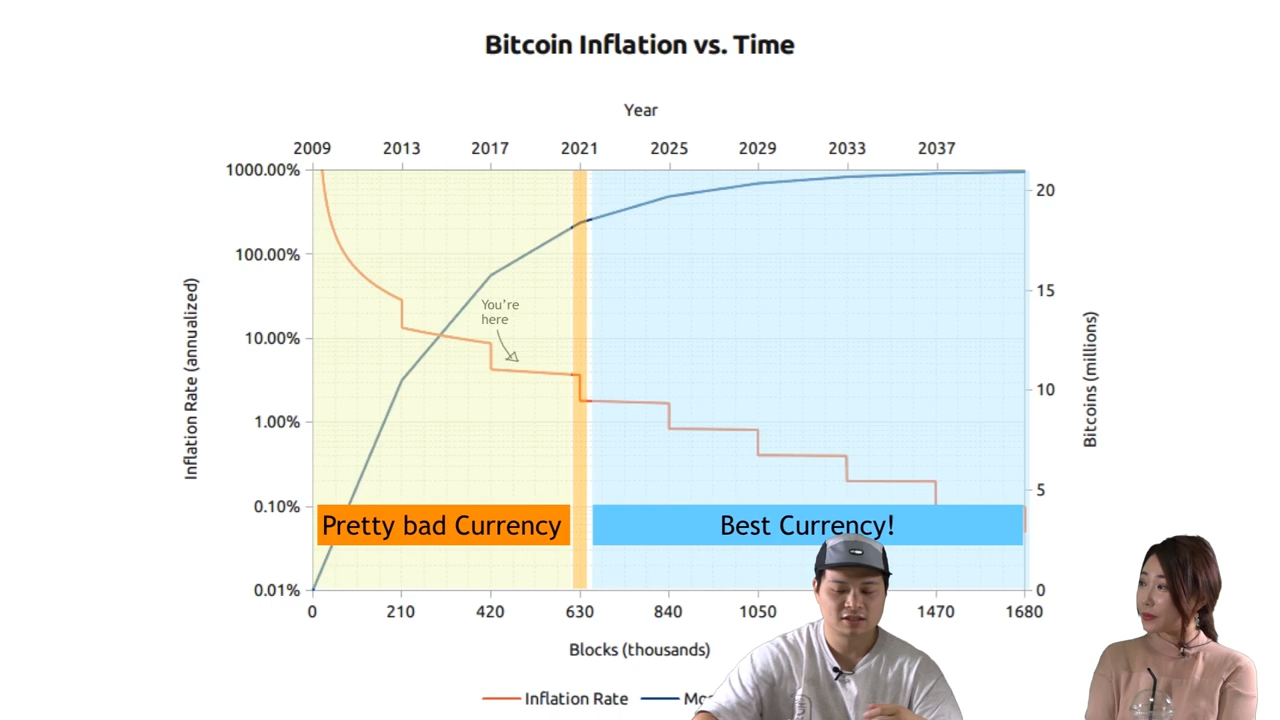 Bitcoin Inflation vs. Time
Year
2009 2013 2017 2021 2025 2029 2033 2037
1000.00%
100.00%
10.00%
1.00%
0.10%
0.01%
Inflation Rate (annualized)
You're
here
20
15
10
5
0
Bitcoins (millions)
Pretty bad Currency
Best Currency!
0 210 420 630 840 1050 1470 1680
Blocks (thousands)
Inflation Rate